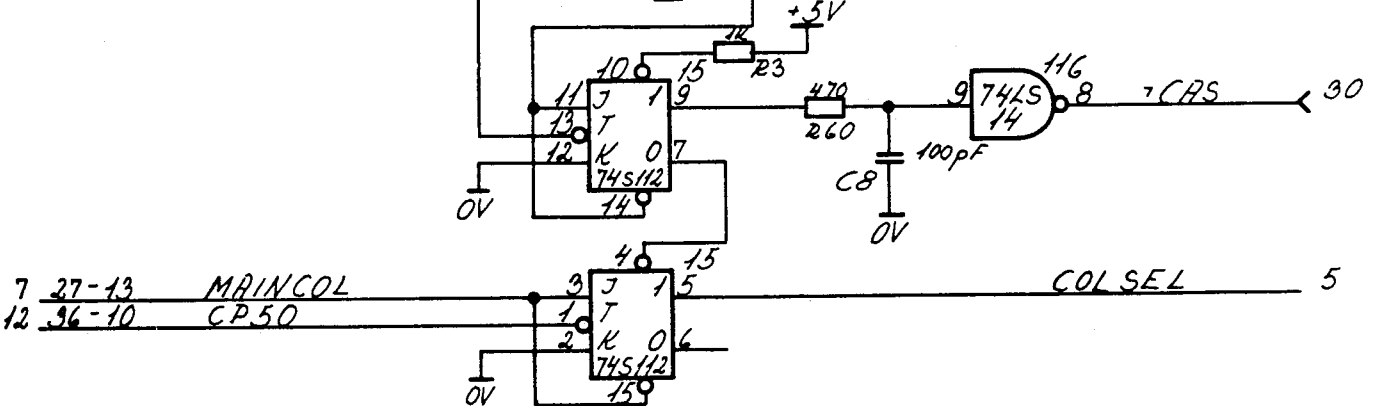 +5V
1K
10 15 R3
11 J 1 9
13 T
12 K 0 7
74S112
14
0V
470
R60
C8 100pF
0V
9 74LS 14 8
116
¬CAS 30
4 15
7 27-13 MAINCOL 3 J 1 5 COLSEL 5
12 96-10 CP50 1 T
2 K 0 6
74S112
15
0V